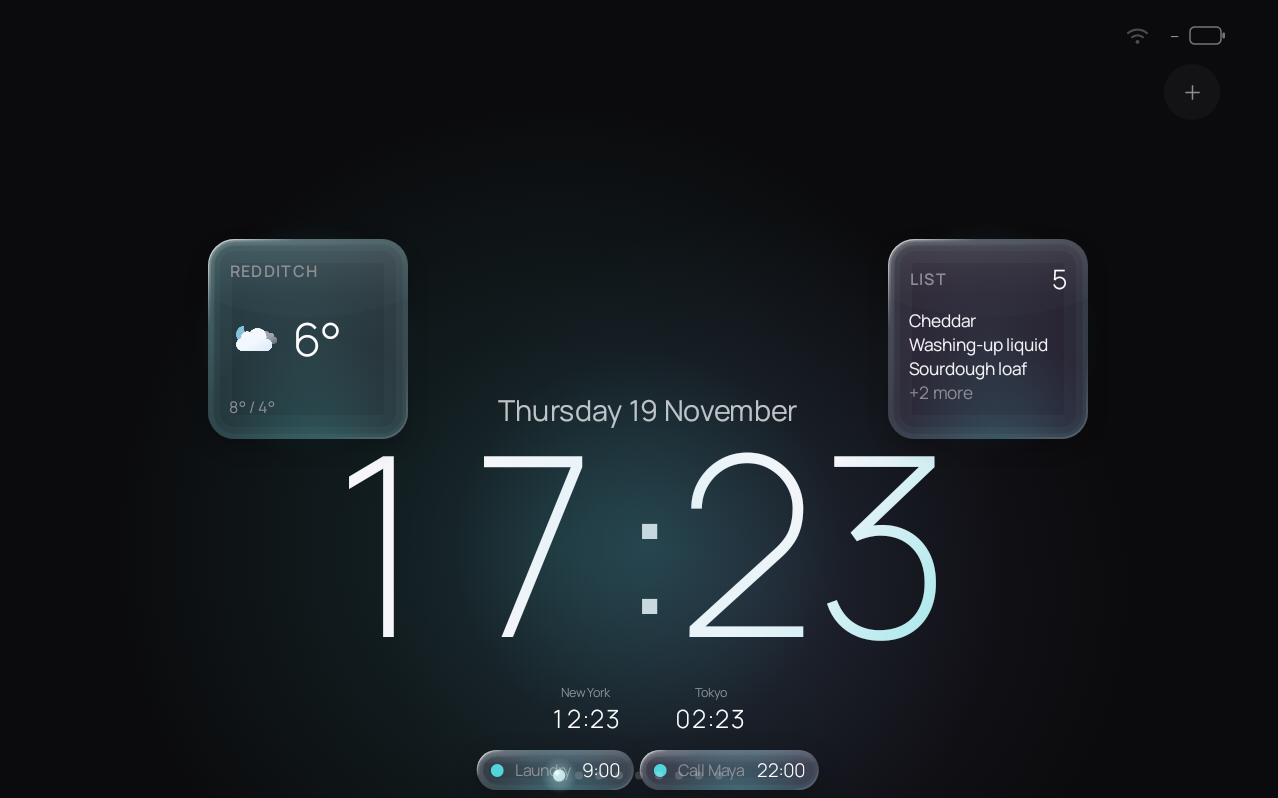 REDDITCH
6°
8° / 4°
LIST 5
Cheddar
Washing-up liquid
Sourdough loaf
+2 more
Thursday 19 November
17:23
New York
12:23
Tokyo
02:23
Laundry 9:00
Call Maya 22:00